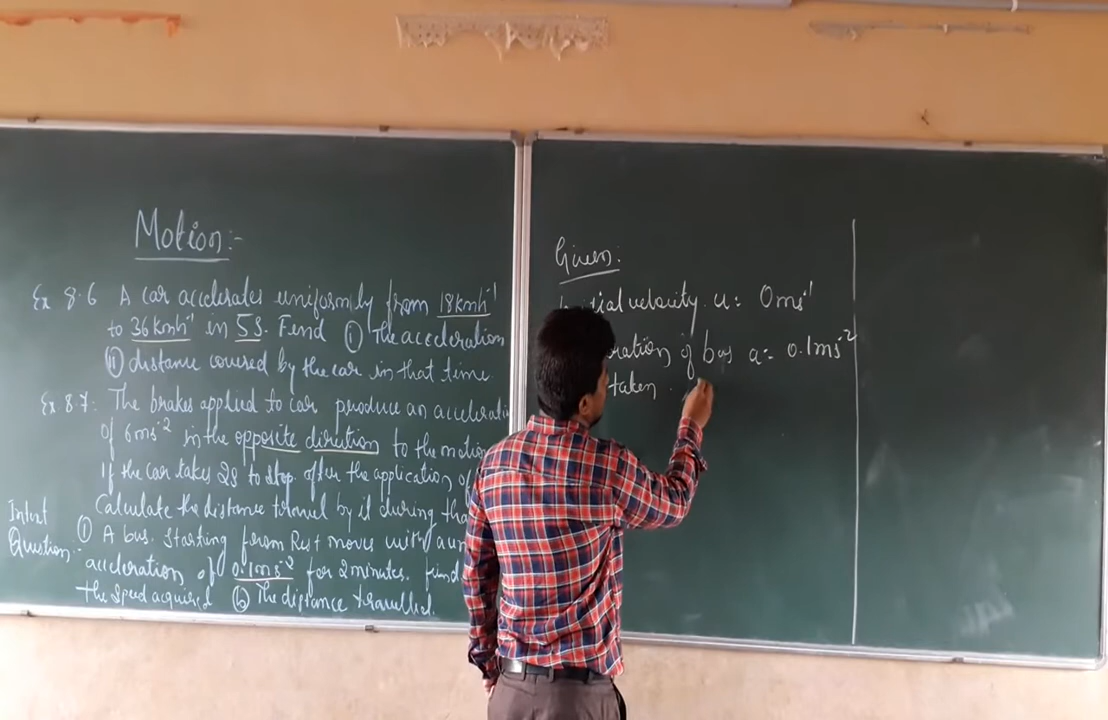 Motion:-
Ex 8.6 A car accelerates uniformly from 18kmh⁻¹
to 36kmh⁻¹ in 5s. Find (i) The acceleration
(ii) distance covered by the car in that time.
Ex 8.7: The brakes applied to car produce an accelerati
of 6ms⁻² in the opposite direction to the motion
If the car takes 2s to stop after the application of
Calculate the distance travel by it during tha
Intext
Question:-
(i) A bus starting from Rest moves with a un
accleration of 0.1ms⁻² for 2 minutes. find
the speed acquired (b) The distance travelled.
Given:
velocity u = 0ms⁻¹
of bus a = 0.1ms⁻²
taken